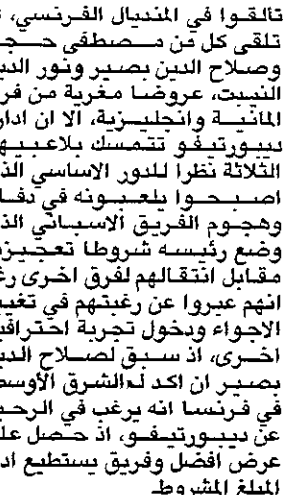 تألقوا في المنديال الفرنسي،
تلقى كل من مصطفى حجي
وصلاح الدين بصير ونور الدين
النيبت، عروضا مغرية من فرق
المانية وانجليزية، الا ان ادارة
ديبورتيفو تتمسك بلاعبيها
الثلاثة نظرا للدور الاساسي الذي
اصبحوا يلعبونه في دفاع
وهجوم الفريق الاسباني الذي
وضع رئيسه شروطا تعجيزية
مقابل انتقالهم لفرق اخرى رغم
انهم عبروا عن رغبتهم في تغيير
الاجواء ودخول تجربة احترافية
اخرى، اذ سبق لصلاح الدين
بصير ان اكد لـ«الشرق الأوسط»
في فرنسا انه يرغب في الرحيل
عن ديبورتيفو، اذ حصل على
عرض افضل وفريق يستطيع اداء
المبلغ المشروط